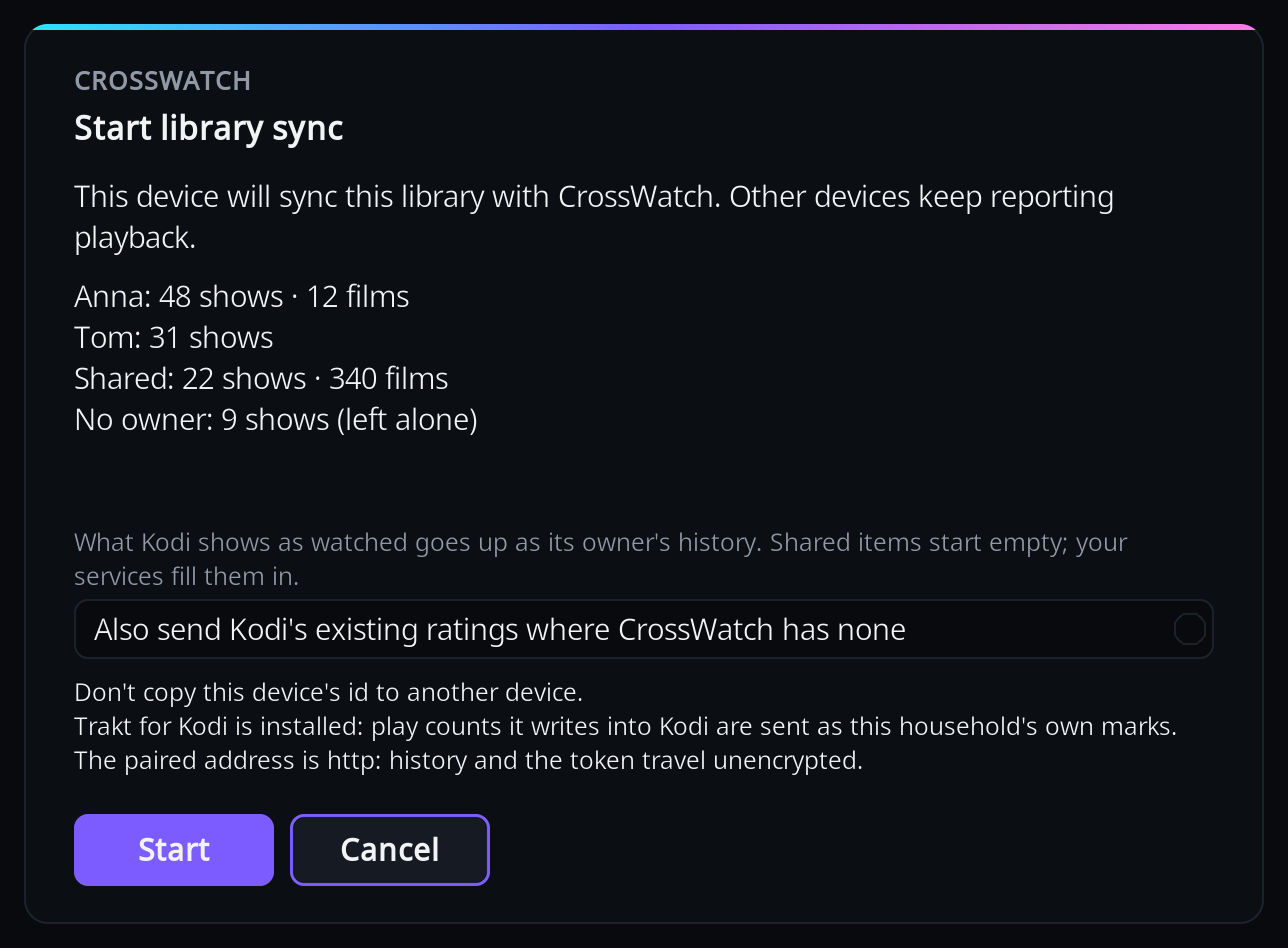 CROSSWATCH
Start library sync
This device will sync this library with CrossWatch. Other devices keep reporting
playback.
Anna: 48 shows · 12 films
Tom: 31 shows
Shared: 22 shows · 340 films
No owner: 9 shows (left alone)
What Kodi shows as watched goes up as its owner's history. Shared items start empty; your
services fill them in.
Also send Kodi's existing ratings where CrossWatch has none
Don't copy this device's id to another device.
Trakt for Kodi is installed: play counts it writes into Kodi are sent as this household's own marks.
The paired address is http: history and the token travel unencrypted.
Start
Cancel